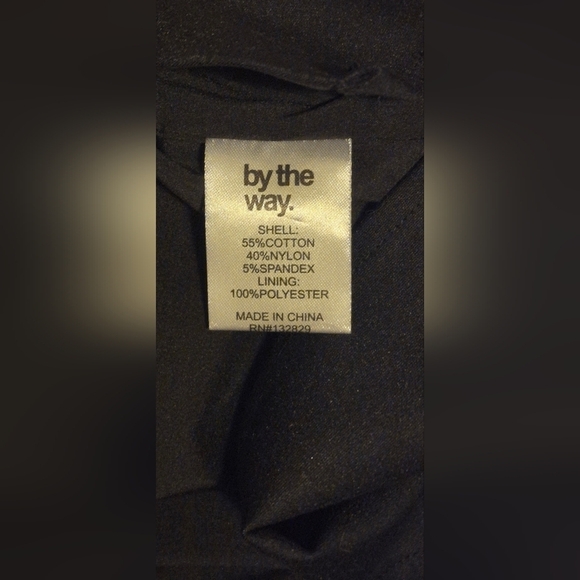 by the
way.
SHELL:
55%COTTON
40%NYLON
5%SPANDEX
LINING:
100%POLYESTER
MADE IN CHINA
RN#132829